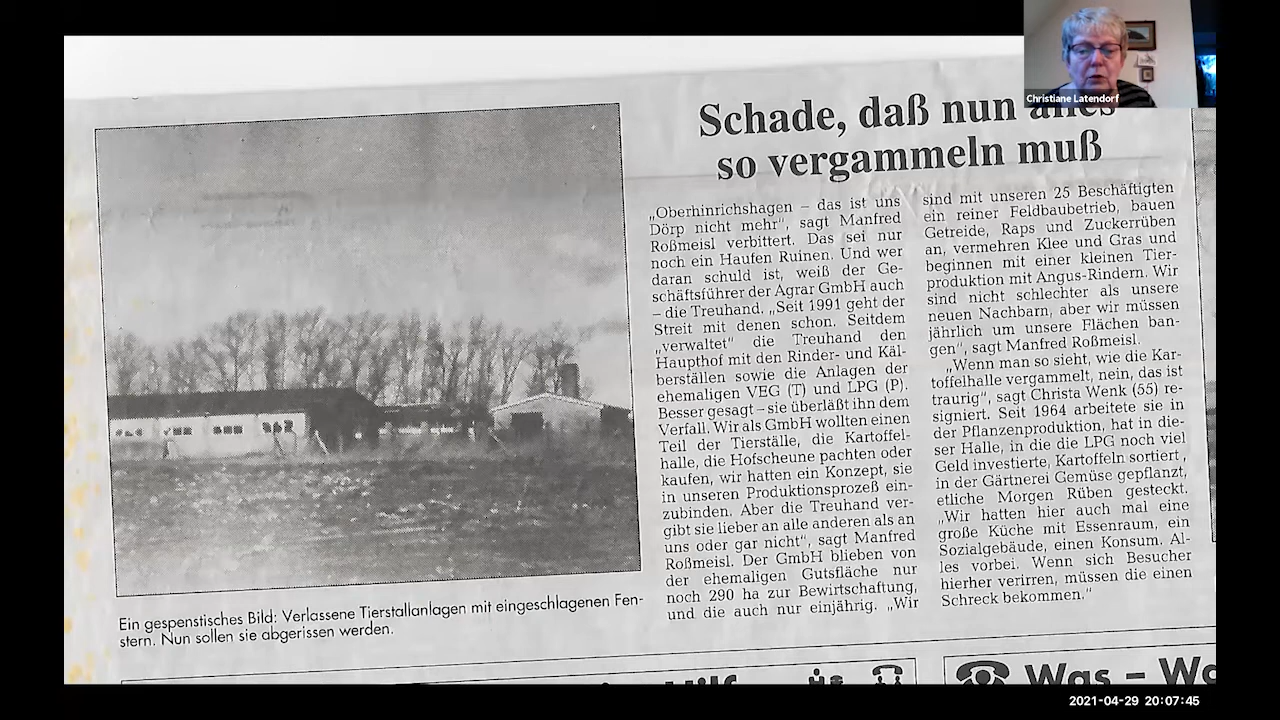 Christiane Latendorf
Schade, daß nun alles
so vergammeln muß
„Oberhinrichshagen – das ist uns
Dörp nicht mehr“, sagt Manfred
Roßmeisl verbittert. Das sei nur
noch ein Haufen Ruinen. Und wer
daran schuld ist, weiß der Ge-
schäftsführer der Agrar GmbH auch
– die Treuhand. „Seit 1991 geht der
Streit mit denen schon. Seitdem
„verwaltet“ die Treuhand den
Haupthof mit den Rinder- und Käl-
berställen sowie die Anlagen der
ehemaligen VEG (T) und LPG (P).
Besser gesagt – sie überläßt ihn dem
Verfall. Wir als GmbH wollten einen
Teil der Tierställe, die Kartoffel-
halle, die Hofscheune pachten oder
kaufen, wir hatten ein Konzept, sie
in unseren Produktionsprozeß ein-
zubinden. Aber die Treuhand ver-
gibt sie lieber an alle anderen als an
uns oder gar nicht“, sagt Manfred
Roßmeisl. Der GmbH blieben von
der ehemaligen Gutsfläche nur
noch 290 ha zur Bewirtschaftung,
und die auch nur einjährig. „Wir
sind mit unseren 25 Beschäftigten
ein reiner Feldbaubetrieb, bauen
Getreide, Raps und Zuckerrüben
an, vermehren Klee und Gras und
beginnen mit einer kleinen Tier-
produktion mit Angus-Rindern. Wir
sind nicht schlechter als unsere
neuen Nachbarn, aber wir müssen
jährlich um unsere Flächen ban-
gen“, sagt Manfred Roßmeisl.
„Wenn man so sieht, wie die Kar-
toffelhalle vergammelt, nein, das ist
traurig“, sagt Christa Wenk (55) re-
signiert. Seit 1964 arbeitete sie in
der Pflanzenproduktion, hat in die-
ser Halle, in die die LPG noch viel
Geld investierte, Kartoffeln sortiert,
in der Gärtnerei Gemüse gepflanzt,
etliche Morgen Rüben gesteckt.
„Wir hatten hier auch mal eine
große Küche mit Essenraum, ein
Sozialgebäude, einen Konsum. Al-
les vorbei. Wenn sich Besucher
hierher verirren, müssen die einen
Schreck bekommen.“
Ein gespenstisches Bild: Verlassene Tierstallanlagen mit eingeschlagenen Fen-
stern. Nun sollen sie abgerissen werden.
Was – Wo
2021-04-29 20:07:45